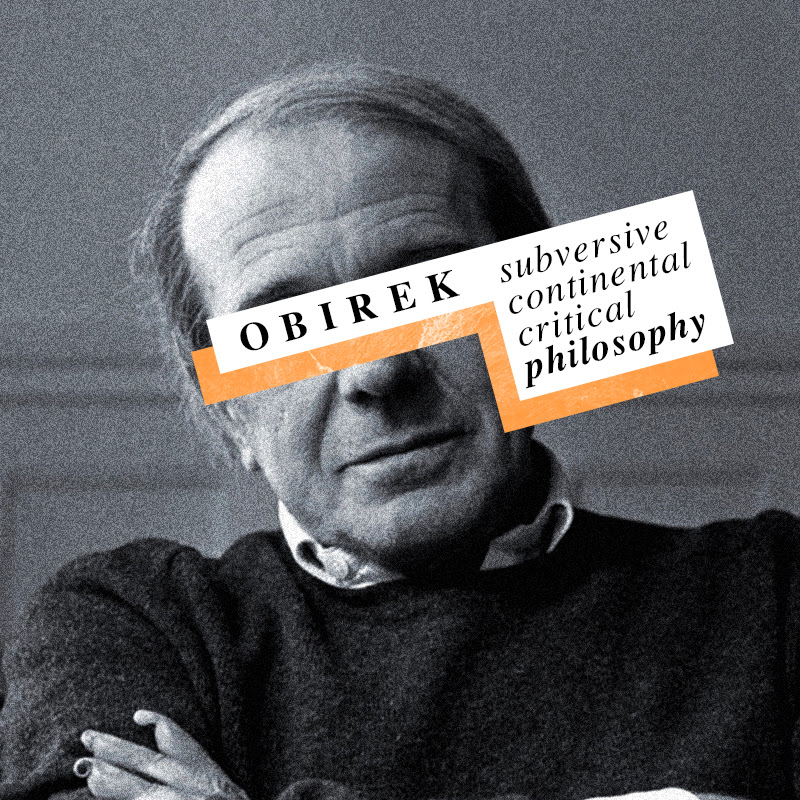 OBIREK
subversive
continental
critical
philosophy